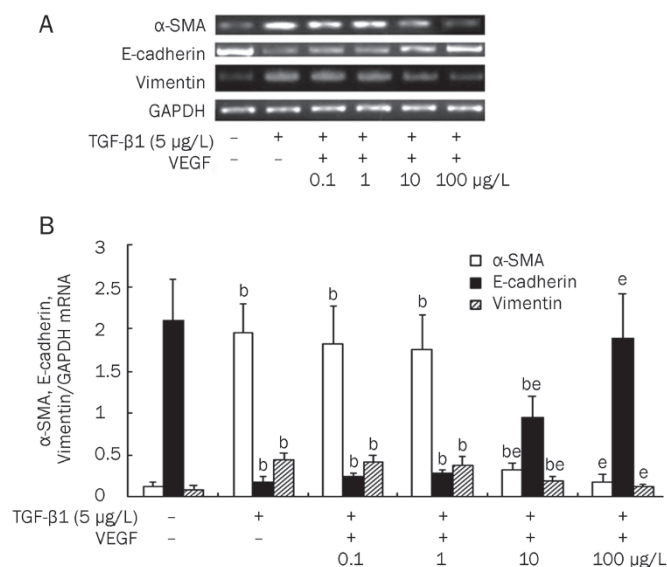 A
α-SMA
E-cadherin
Vimentin
GAPDH
TGF-β1 (5 µg/L) – + + + + +
VEGF – – + + + +
0.1 1 10 100 µg/L
B
α-SMA, E-cadherin,
Vimentin/GAPDH mRNA
3
2.5
2
1.5
1
0.5
0
α-SMA
E-cadherin
Vimentin
b b b
b b b
b b b
be be be
e e e
TGF-β1 (5 µg/L) – + + + + +
VEGF – – + + + +
0.1 1 10 100 µg/L